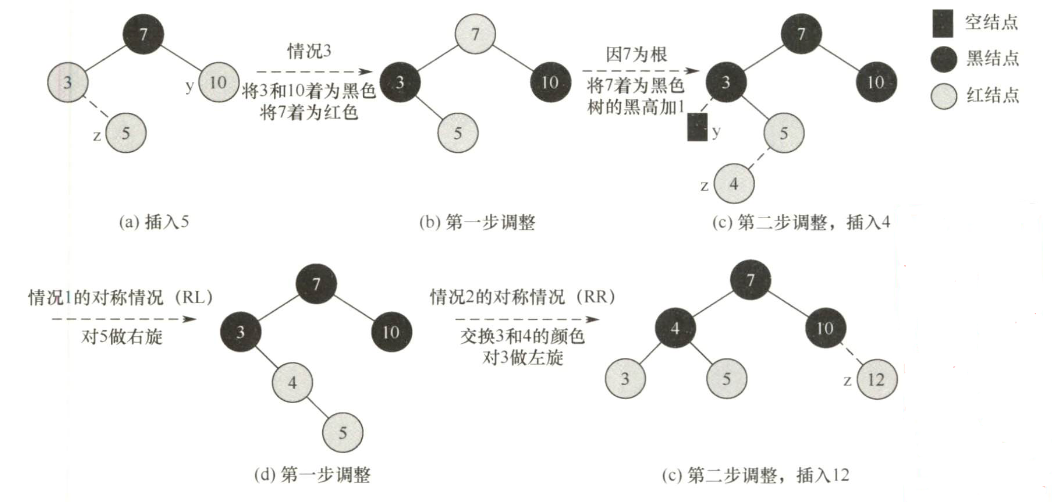 7
3
y
10
z
5
情况3
将3和10着为黑色
将7着为红色
7
3
10
5
因7为根
将7着为黑色
树的黑高加1
7
3
10
y
5
z
4
空结点
黑结点
红结点
(a) 插入5
(b) 第一步调整
(c) 第二步调整，插入4
情况1的对称情况（RL）
对5做右旋
7
3
10
4
5
情况2的对称情况（RR）
交换3和4的颜色
对3做左旋
7
4
10
3
5
z
12
(d) 第一步调整
(c) 第二步调整，插入12